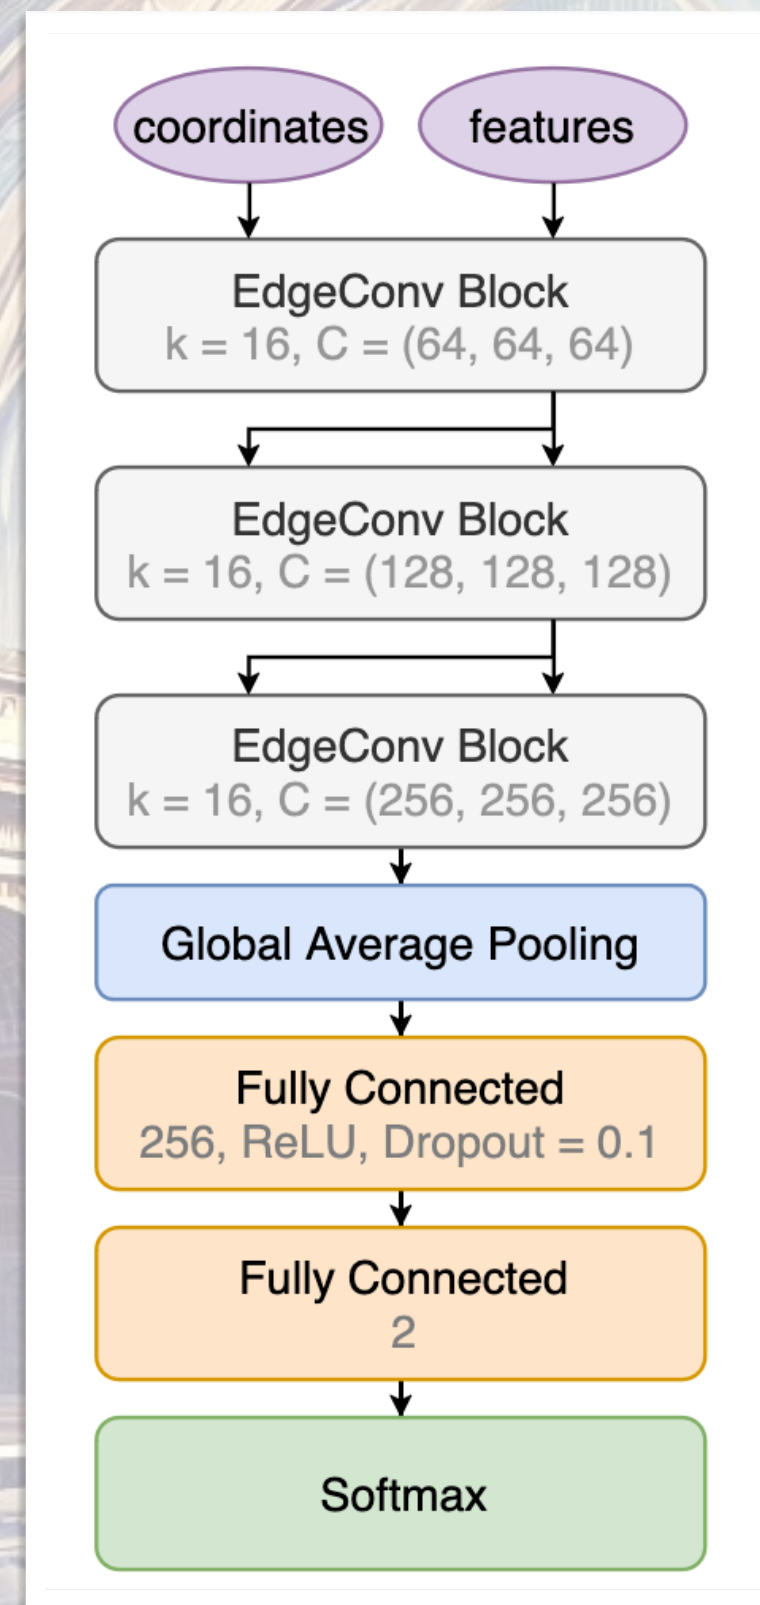 coordinates
features
EdgeConv Block
k = 16, C = (64, 64, 64)
EdgeConv Block
k = 16, C = (128, 128, 128)
EdgeConv Block
k = 16, C = (256, 256, 256)
Global Average Pooling
Fully Connected
256, ReLU, Dropout = 0.1
Fully Connected
2
Softmax